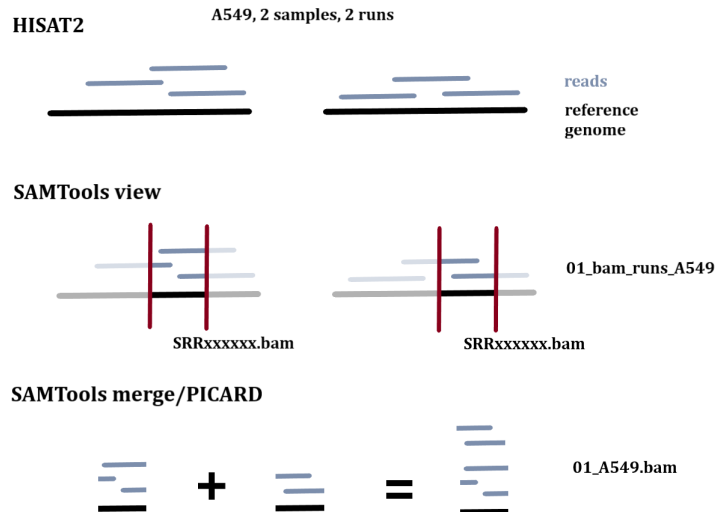 HISAT2
A549, 2 samples, 2 runs
reads
reference
genome
SAMTools view
01_bam_runs_A549
SRRxxxxxx.bam
SRRxxxxxx.bam
SAMTools merge/PICARD
+
=
01_A549.bam